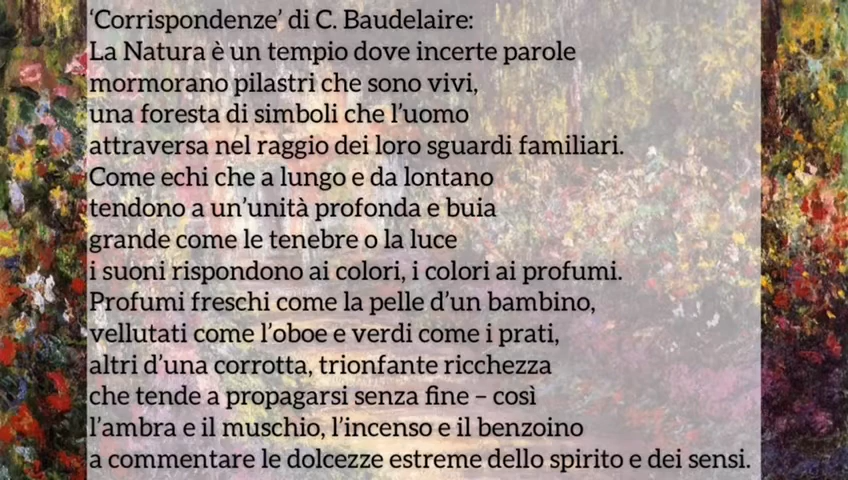 ‘Corrispondenze’ di C. Baudelaire:
La Natura è un tempio dove incerte parole
mormorano pilastri che sono vivi,
una foresta di simboli che l’uomo
attraversa nel raggio dei loro sguardi familiari.
Come echi che a lungo e da lontano
tendono a un’unità profonda e buia
grande come le tenebre o la luce
i suoni rispondono ai colori, i colori ai profumi.
Profumi freschi come la pelle d’un bambino,
vellutati come l’oboe e verdi come i prati,
altri d’una corrotta, trionfante ricchezza
che tende a propagarsi senza fine – così
l’ambra e il muschio, l’incenso e il benzoino
a commentare le dolcezze estreme dello spirito e dei sensi.